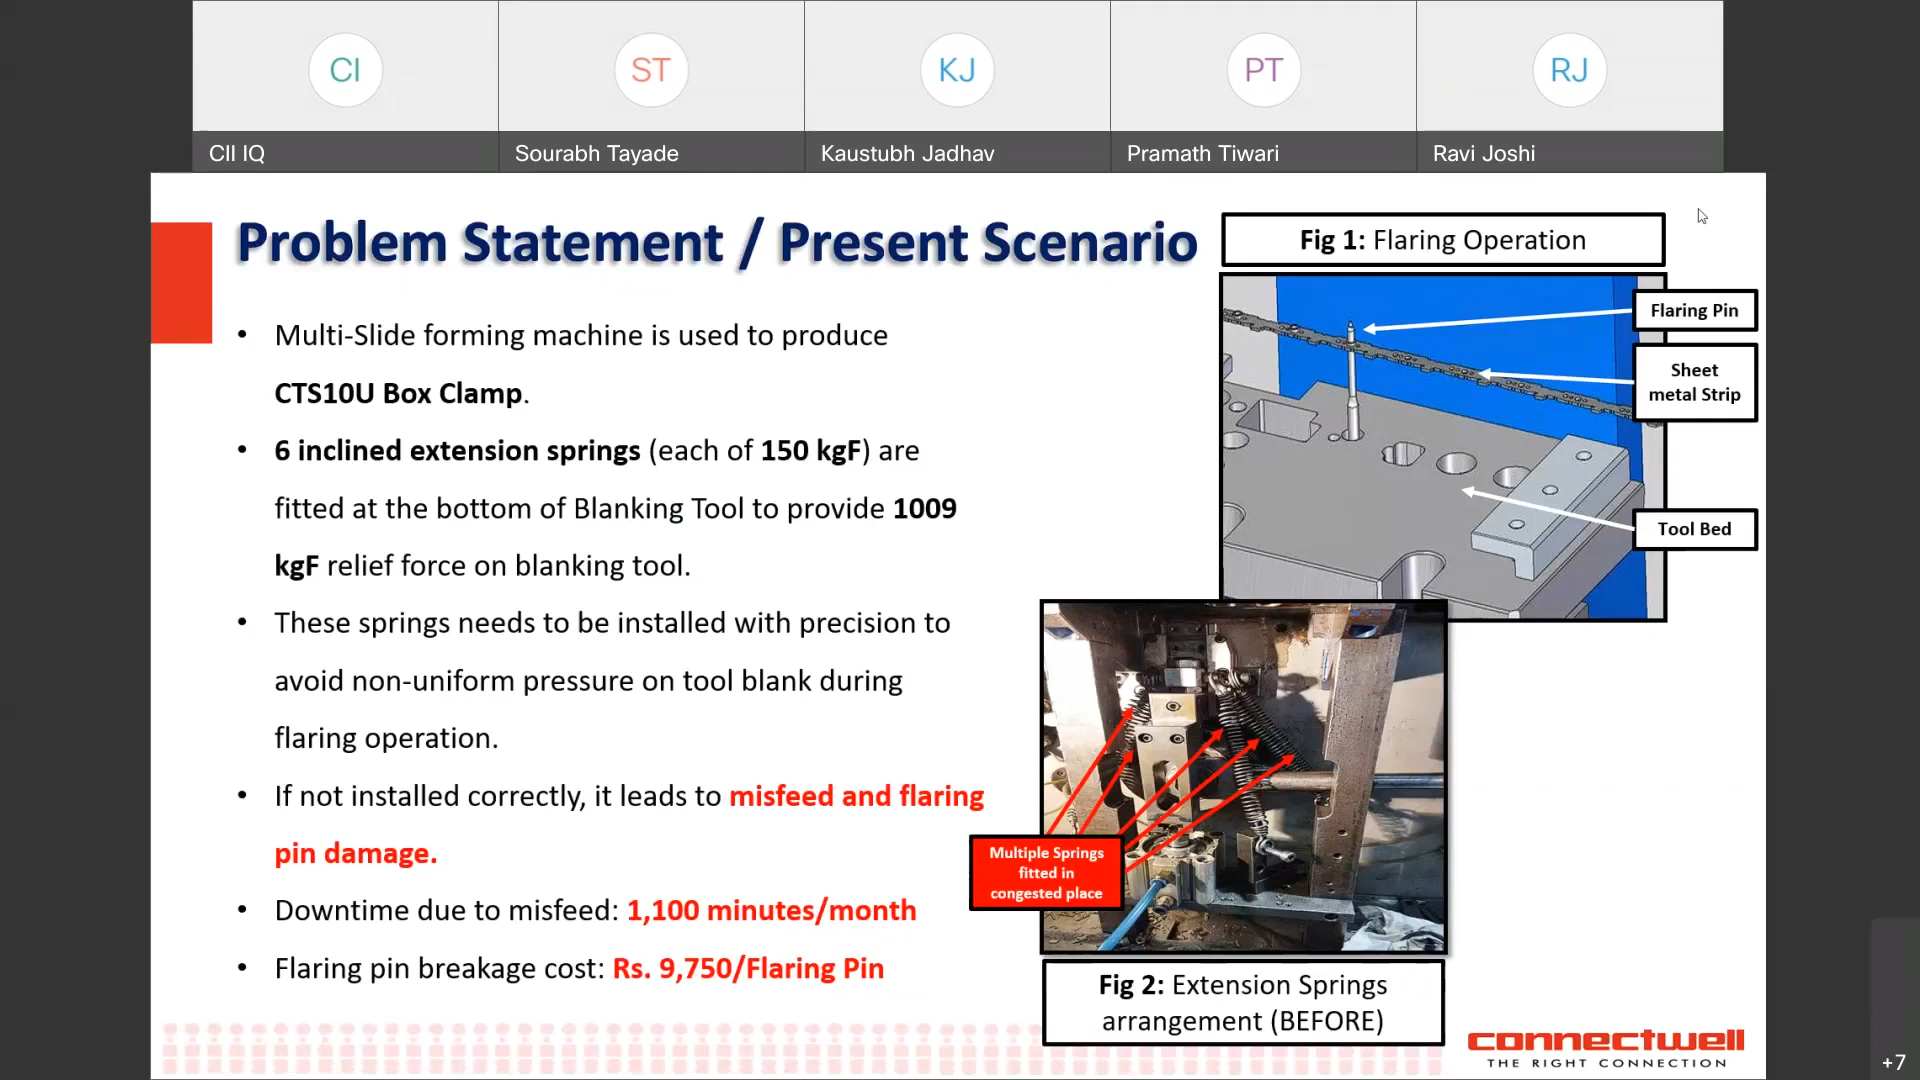 CI
ST
KJ
PT
RJ
CII IQ
Sourabh Tayade
Kaustubh Jadhav
Pramath Tiwari
Ravi Joshi
Problem Statement / Present Scenario
• Multi-Slide forming machine is used to produce
CTS10U Box Clamp.
• 6 inclined extension springs (each of 150 kgF) are
fitted at the bottom of Blanking Tool to provide 1009
kgF relief force on blanking tool.
• These springs needs to be installed with precision to
avoid non-uniform pressure on tool blank during
flaring operation.
• If not installed correctly, it leads to misfeed and flaring
pin damage.
• Downtime due to misfeed: 1,100 minutes/month
• Flaring pin breakage cost: Rs. 9,750/Flaring Pin
Fig 1: Flaring Operation
Flaring Pin
Sheet
metal Strip
Tool Bed
Multiple Springs
fitted in
congested place
Fig 2: Extension Springs
arrangement (BEFORE)
connectwell
THE RIGHT CONNECTION
+7